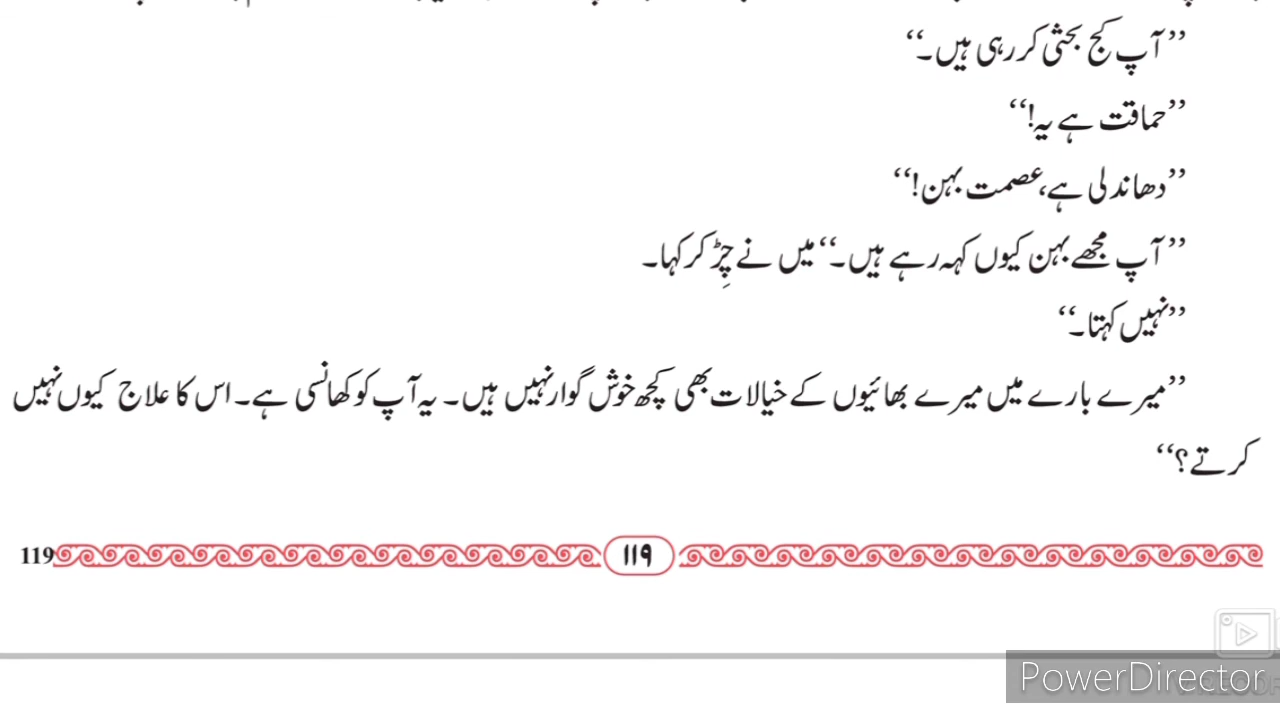 ’’آپ کج بحثی کر رہی ہیں۔‘‘
’’حماقت ہے یہ!‘‘
’’دھاندلی ہے، عصمت بہن!‘‘
’’آپ مجھے بہن کیوں کہہ رہے ہیں۔‘‘ میں نے چِڑ کر کہا۔
’’نہیں کہتا۔‘‘
’’میرے بارے میں میرے بھائیوں کے خیالات بھی کچھ خوش گوار نہیں ہیں۔ یہ آپ کو کھانسی ہے۔ اس کا علاج کیوں نہیں
کرتے؟‘‘
119 ۱۱۹
PowerDirector